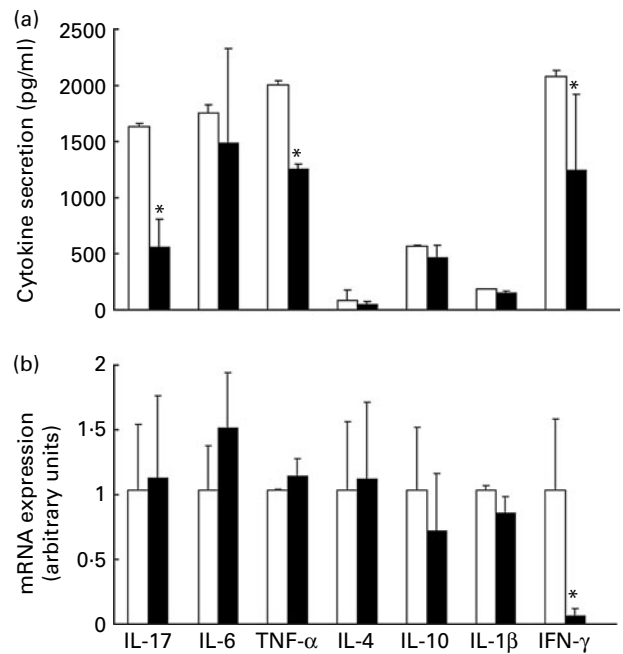 (a)
Cytokine secretion (pg/ml)
2500
2000
1500
1000
500
0
*
*
*
(b)
mRNA expression
(arbitrary units)
2
1·5
1
0·5
0
*
IL-17 IL-6 TNF-α IL-4 IL-10 IL-1β IFN-γ